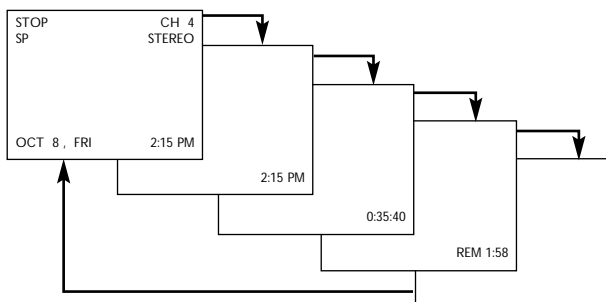 STOP CH 4
SP STEREO
OCT 8, FRI 2:15 PM
2:15 PM
0:35:40
REM 1:58